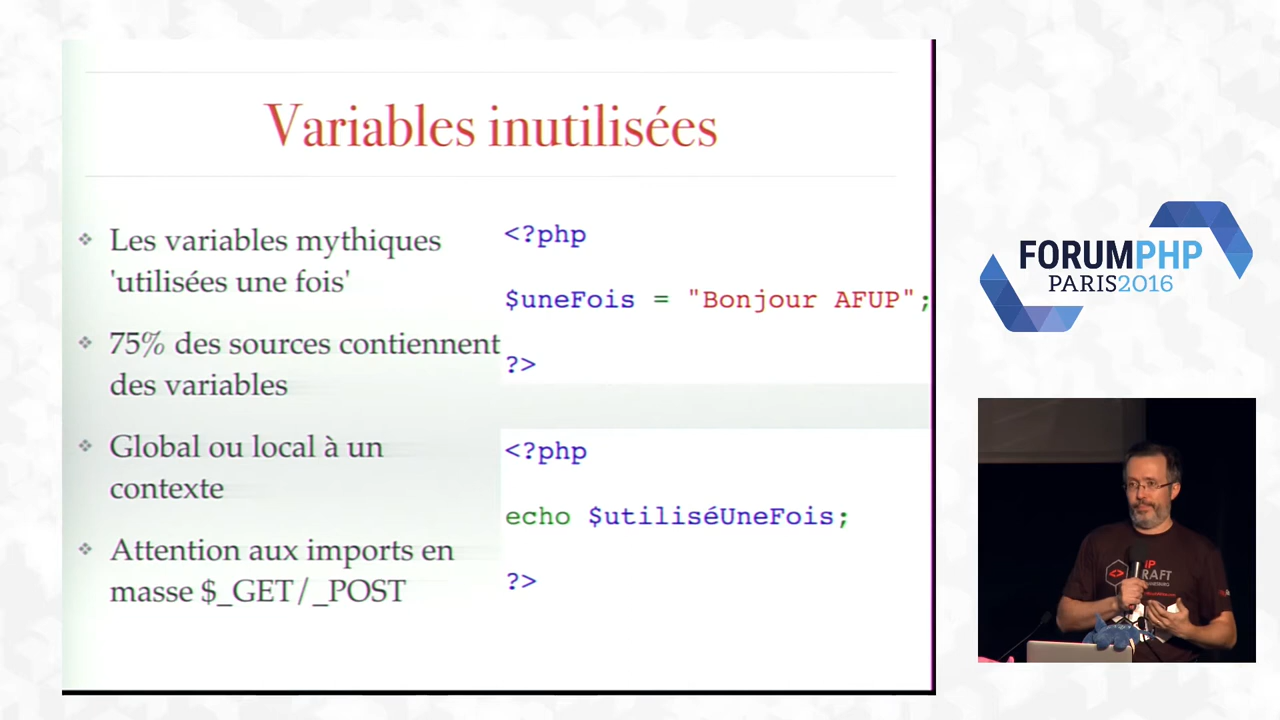 Variables inutilisées
Les variables mythiques
'utilisées une fois'
75% des sources contiennent
des variables
Global ou local à un
contexte
Attention aux imports en
masse $_GET/_POST
<?php
$uneFois = "Bonjour AFUP";
?>
<?php
echo $utiliséUneFois;
?>
FORUMPHP
PARIS2016